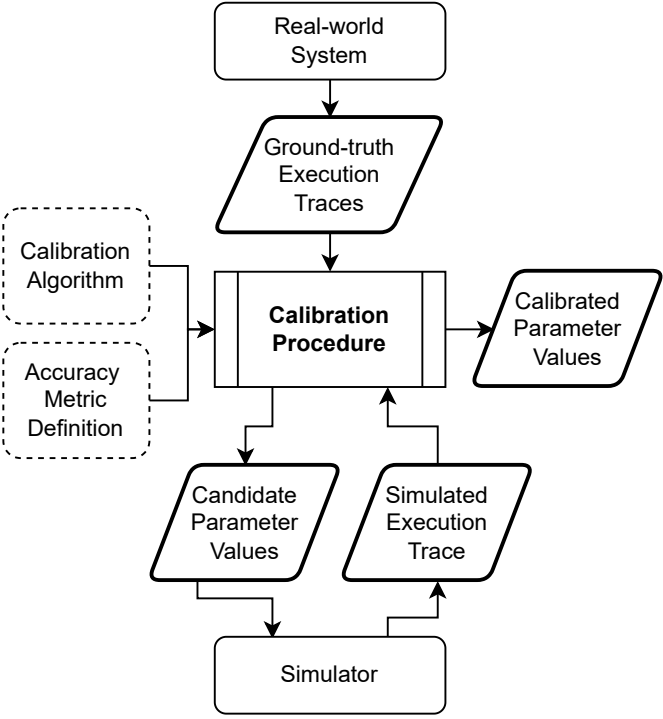 Real-world
System
Ground-truth
Execution
Traces
Calibration
Algorithm
Accuracy
Metric
Definition
Calibration
Procedure
Calibrated
Parameter
Values
Candidate
Parameter
Values
Simulated
Execution
Trace
Simulator